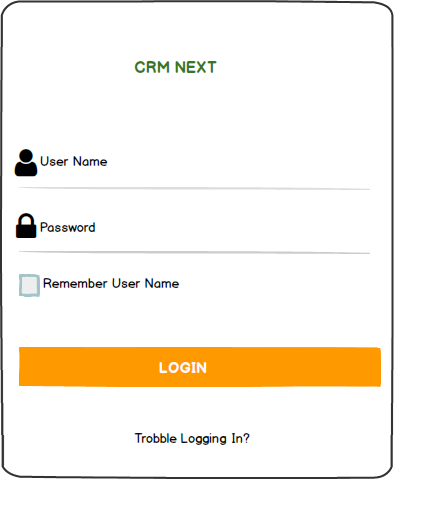 CRM NEXT
User Name
Password
Remember User Name
LOGIN
Trobble Logging In?